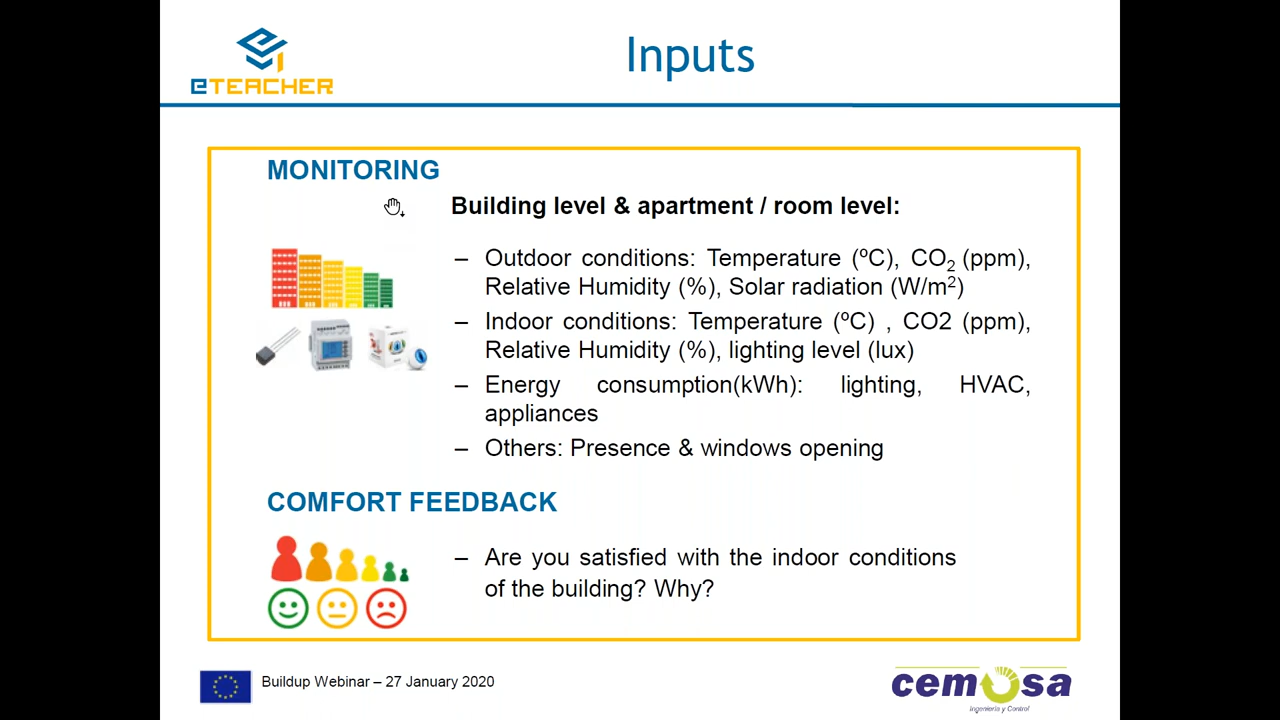 Inputs
eTEACHER
MONITORING
Building level & apartment / room level:
– Outdoor conditions: Temperature (ºC), CO2 (ppm),
Relative Humidity (%), Solar radiation (W/m2)
– Indoor conditions: Temperature (ºC) , CO2 (ppm),
Relative Humidity (%), lighting level (lux)
– Energy consumption(kWh): lighting, HVAC,
appliances
– Others: Presence & windows opening
COMFORT FEEDBACK
– Are you satisfied with the indoor conditions
of the building? Why?
Buildup Webinar – 27 January 2020
cemosa
Ingeniería y Control